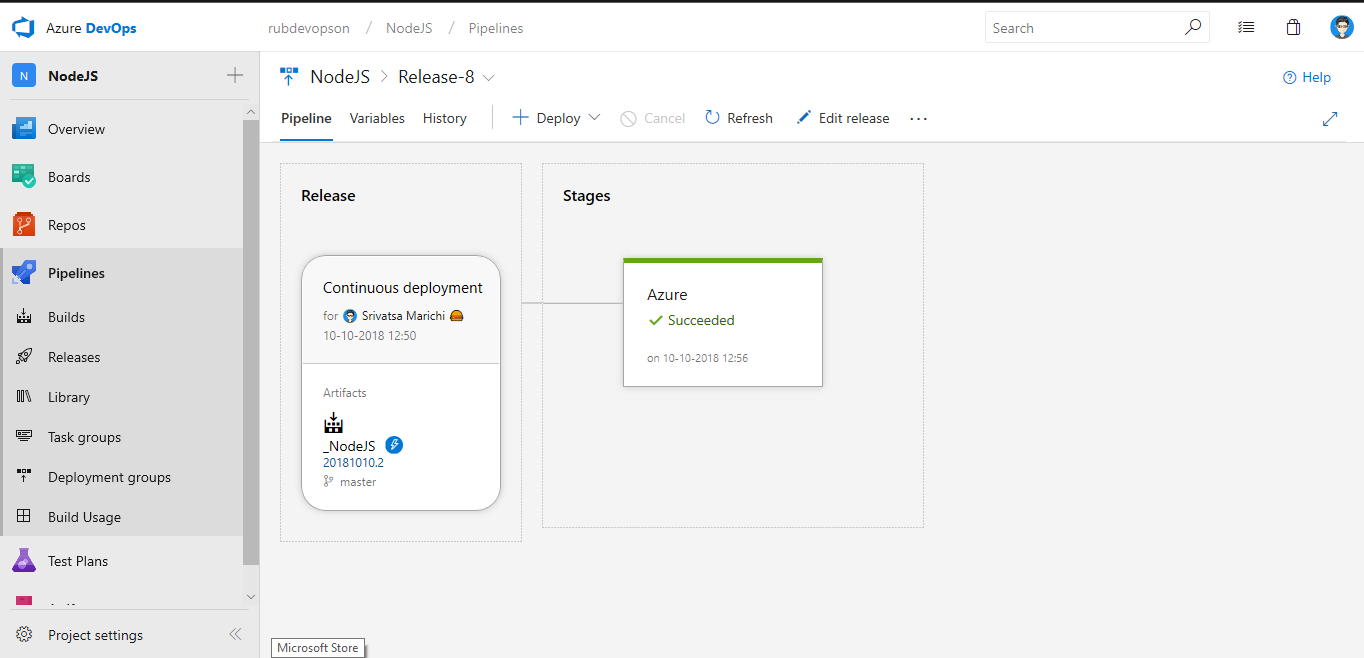 Azure DevOps
rubdevopson / NodeJS / Pipelines
Search
N NodeJS
Overview
Boards
Repos
Pipelines
Builds
Releases
Library
Task groups
Deployment groups
Build Usage
Test Plans
Project settings
NodeJS > Release-8
Help
Pipeline Variables History Deploy Cancel Refresh Edit release ...
Release
Continuous deployment
for Srivatsa Marichi
10-10-2018 12:50
Artifacts
_NodeJS
20181010.2
master
Stages
Azure
Succeeded
on 10-10-2018 12:56
Microsoft Store